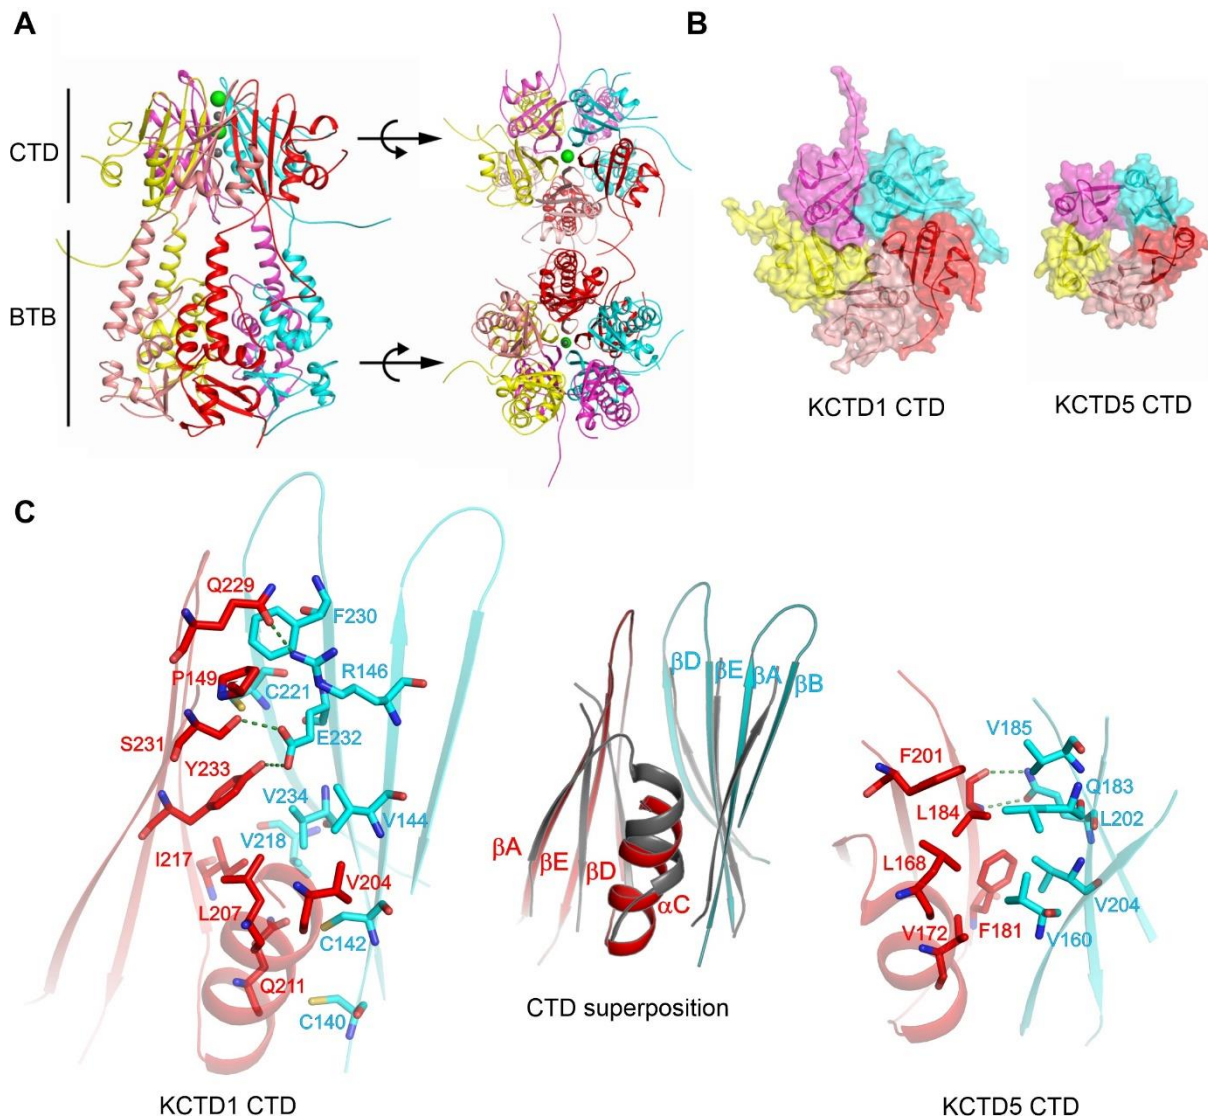 A
B
CTD
BTB
KCTD1 CTD
KCTD5 CTD
C
Q229
F230
P149
C221
R146
S231
E232
Y233
V234
V144
V218
I217
V204
L207
C142
Q211
C140
KCTD1 CTD
βD
βE
βA
βB
βA
βE
βD
αC
CTD superposition
V185
F201
Q183
L184
L202
L168
V204
V172
F181
V160
KCTD5 CTD